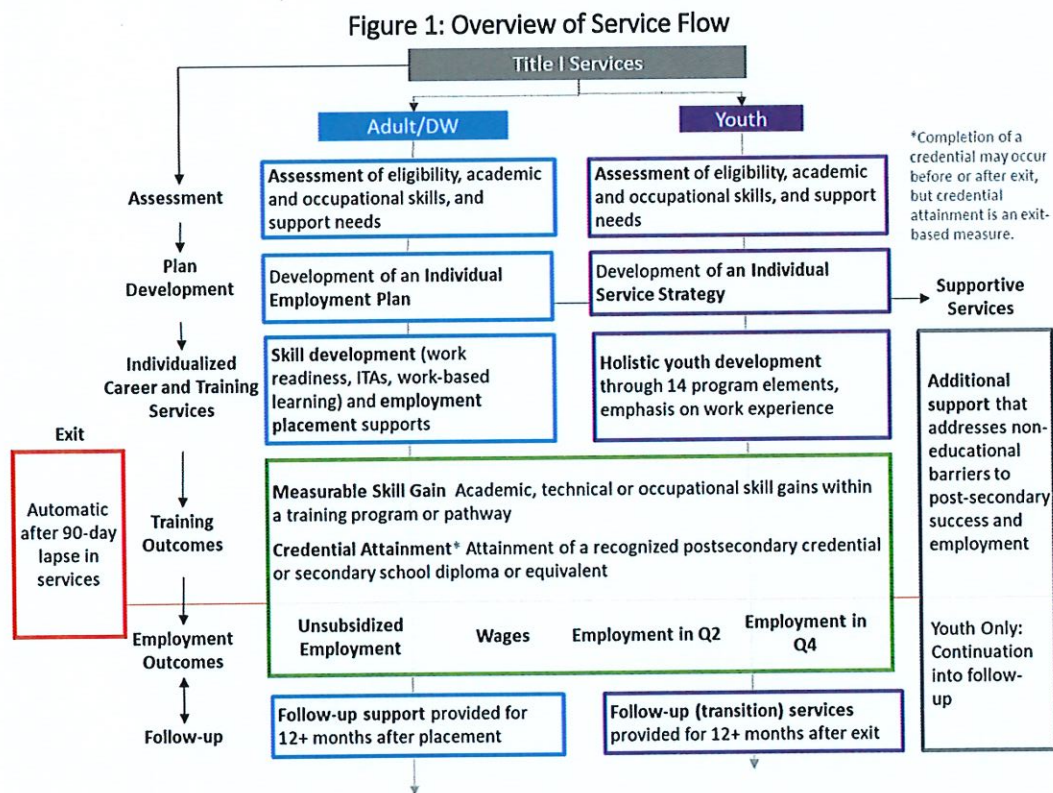 Figure 1: Overview of Service Flow
Title I Services
Adult/DW
Youth
*Completion of a
credential may occur
before or after exit,
but credential
attainment is an exit-
based measure.
Assessment
Assessment of eligibility, academic
and occupational skills, and
support needs
Assessment of eligibility, academic
and occupational skills, and support
needs
Plan
Development
Development of an Individual
Employment Plan
Development of an Individual
Service Strategy
Supportive
Services
Individualized
Career and Training
Services
Skill development (work
readiness, ITAs, work-based
learning) and employment
placement supports
Holistic youth development
through 14 program elements,
emphasis on work experience
Additional
support that
addresses non-
educational
barriers to
post-secondary
success and
employment
Exit
Automatic
after 90-day
lapse in
services
Training
Outcomes
Measurable Skill Gain Academic, technical or occupational skill gains within
a training program or pathway
Credential Attainment* Attainment of a recognized postsecondary credential
or secondary school diploma or equivalent
Employment
Outcomes
Unsubsidized
Employment
Wages
Employment in Q2
Employment in
Q4
Youth Only:
Continuation
into follow-
up
Follow-up
Follow-up support provided for
12+ months after placement
Follow-up (transition) services
provided for 12+ months after exit